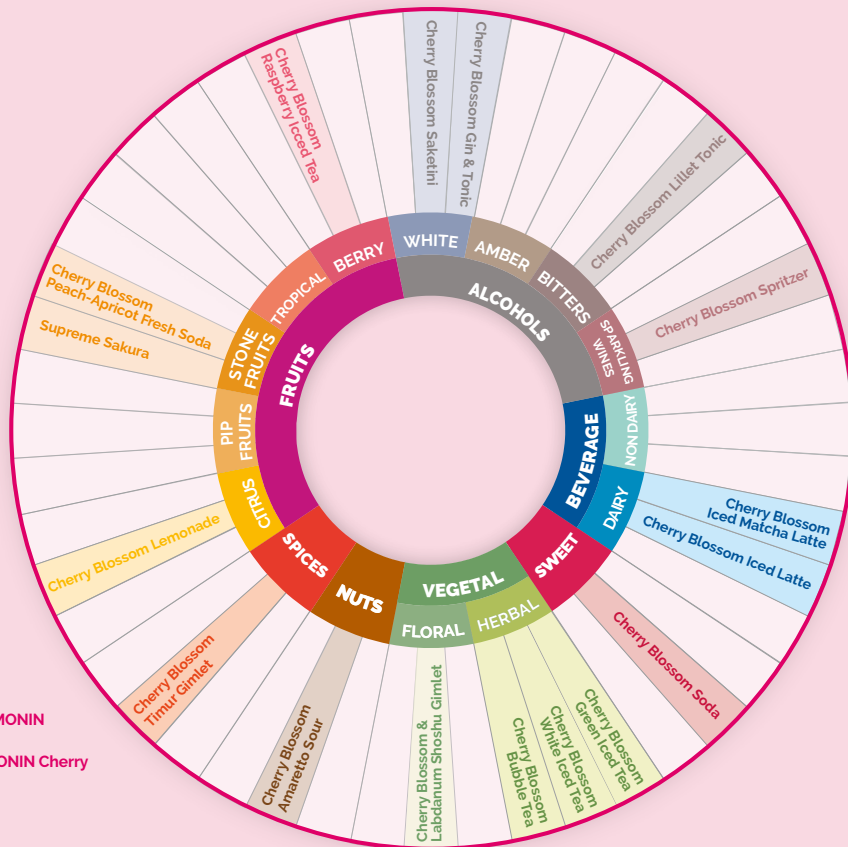 Cherry Blossom Saketini
Cherry Blossom Gin & Tonic
Cherry Blossom Lillet Tonic
Cherry Blossom Spritzer
Cherry Blossom
Iced Matcha Latte
Cherry Blossom Iced Latte
Cherry Blossom Soda
Cherry Blossom
Green Iced Tea
Cherry Blossom
White Iced Tea
Cherry Blossom
Bubble Tea
Cherry Blossom &
Labdanum Shoshu Gimlet
Cherry Blossom
Amaretto Sour
Cherry Blossom
Timur Gimlet
Cherry Blossom Lemonade
Supreme Sakura
Cherry Blossom
Peach-Apricot Fresh Soda
Cherry Blossom
Raspberry Icced Tea
WHITE
AMBER
BITTERS
SPARKLING
WINES
NON DAIRY
DAIRY
SWEET
HERBAL
FLORAL
NUTS
SPICES
CITRUS
PIP
FRUITS
STONE
FRUITS
TROPICAL
BERRY
ALCOHOLS
BEVERAGE
VEGETAL
FRUITS
MONIN
ONIN Cherry